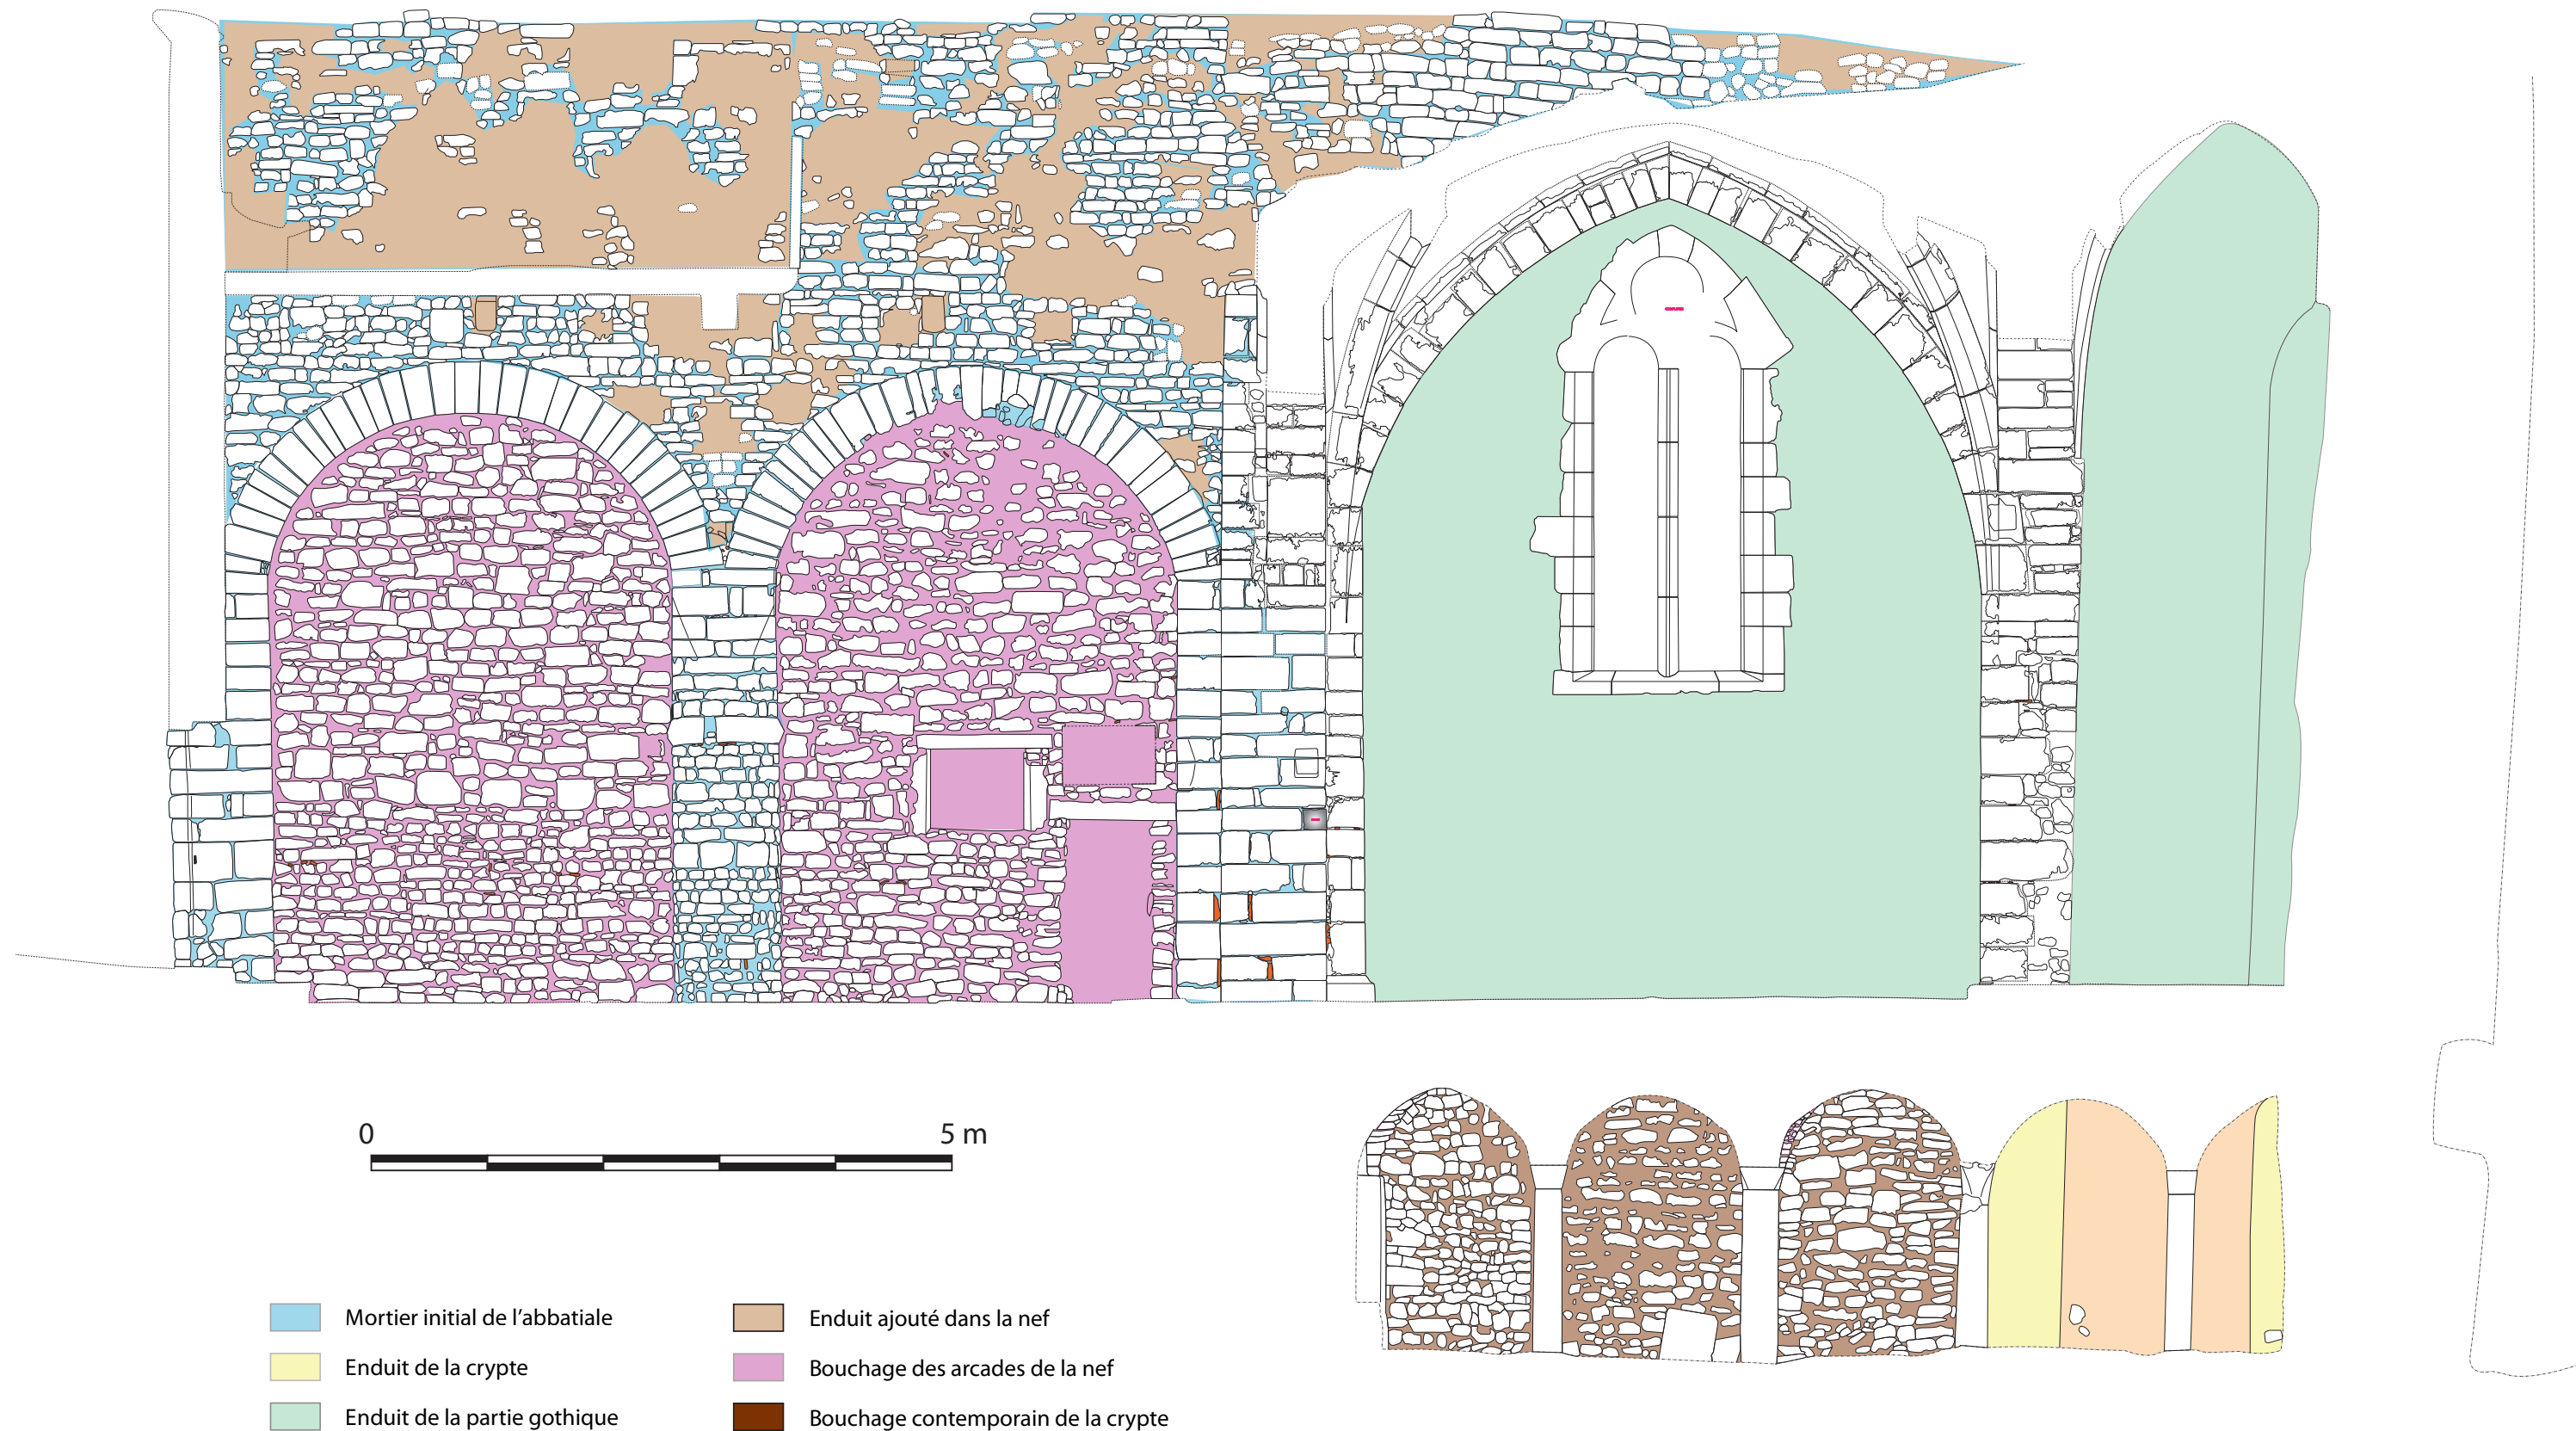 0 5 m
Mortier initial de l’abbatiale
Enduit de la crypte
Enduit de la partie gothique
Enduit ajouté dans la nef
Bouchage des arcades de la nef
Bouchage contemporain de la crypte